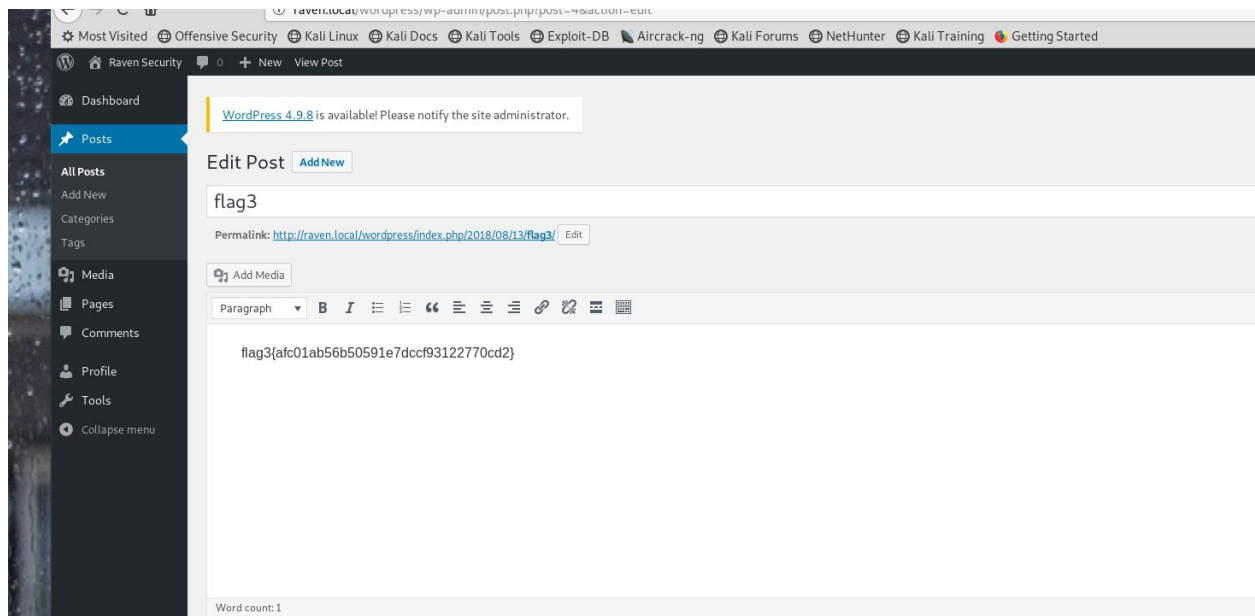 raven.local/wordpress/wp-admin/post.php?post=4&action=edit
Most Visited Offensive Security Kali Linux Kali Docs Kali Tools Exploit-DB Aircrack-ng Kali Forums NetHunter Kali Training Getting Started
Raven Security 0 + New View Post
Dashboard
Posts
All Posts
Add New
Categories
Tags
Media
Pages
Comments
Profile
Tools
Collapse menu
WordPress 4.9.8 is available! Please notify the site administrator.
Edit Post Add New
flag3
Permalink: http://raven.local/wordpress/index.php/2018/08/13/flag3/ Edit
Add Media
Paragraph B I
flag3{afc01ab56b50591e7dccf93122770cd2}
Word count: 1